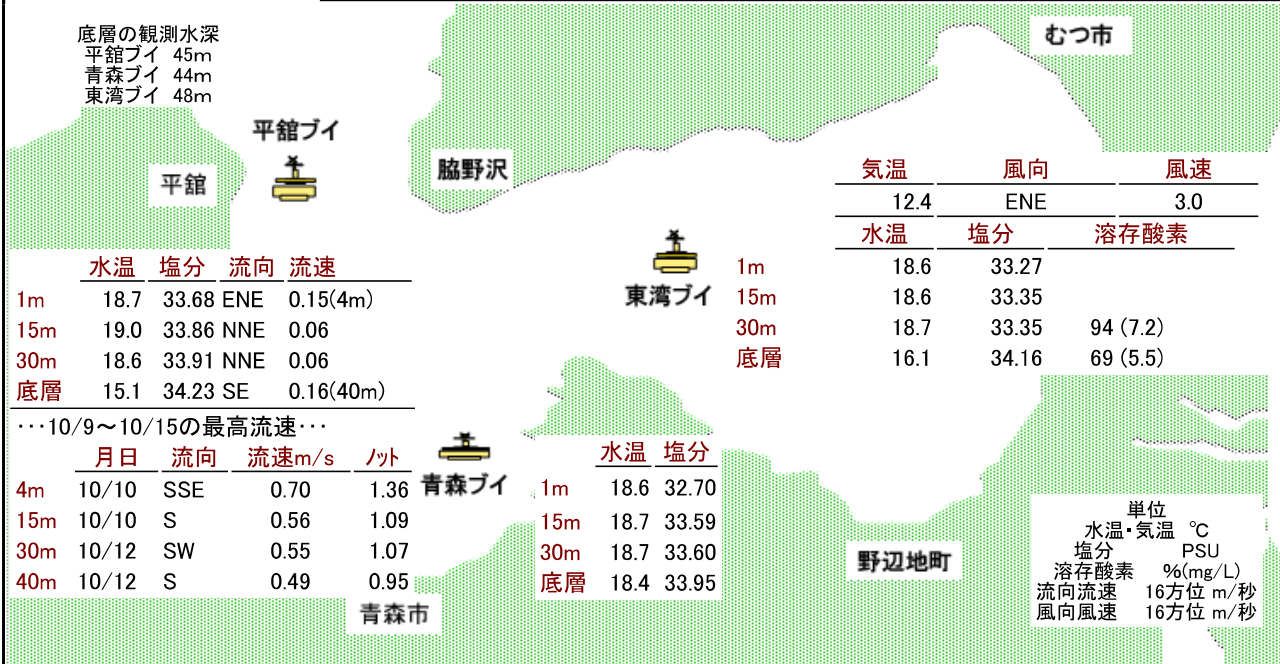 底層の観測水深
平舘ブイ 45m
青森ブイ 44m
東湾ブイ 48m
むつ市
平舘ブイ
平舘
脇野沢
気温 風向 風速
12.4 ENE 3.0
水温 塩分 溶存酸素
1m 18.6 33.27
15m 18.6 33.35
30m 18.7 33.35 94 (7.2)
底層 16.1 34.16 69 (5.5)
東湾ブイ
水温 塩分 流向 流速
1m 18.7 33.68 ENE 0.15(4m)
15m 19.0 33.86 NNE 0.06
30m 18.6 33.91 NNE 0.06
底層 15.1 34.23 SE 0.16(40m)
･･･10/9～10/15の最高流速･･･
月日 流向 流速m/s ノット
4m 10/10 SSE 0.70 1.36
15m 10/10 S 0.56 1.09
30m 10/12 SW 0.55 1.07
40m 10/12 S 0.49 0.95
青森ブイ
水温 塩分
1m 18.6 32.70
15m 18.7 33.59
30m 18.7 33.60
底層 18.4 33.95
青森市
野辺地町
単位
水温・気温 ℃
塩分 PSU
溶存酸素 %(mg/L)
流向流速 16方位 m/秒
風向風速 16方位 m/秒